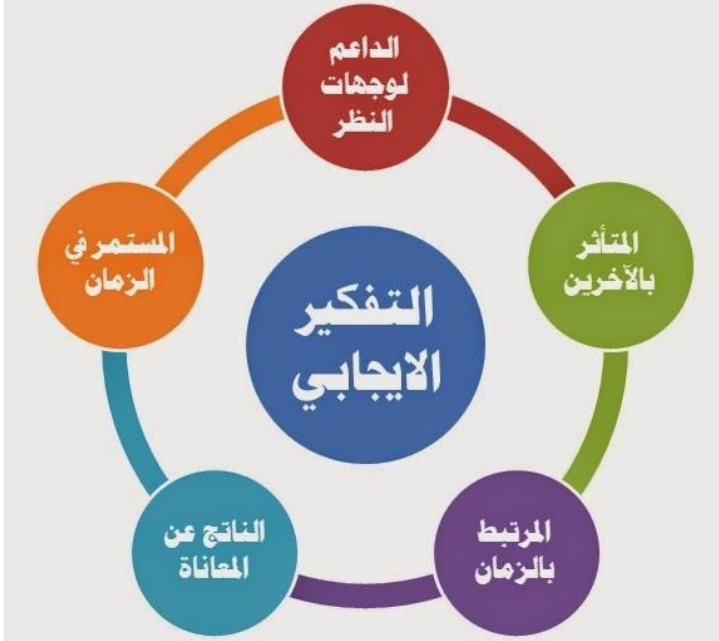 الداعم
لوجهات
النظر
المتأثر
بالآخرين
المرتبط
بالزمان
الناتج عن
المعاناة
المستمر في
الزمان
التفكير
الايجابي